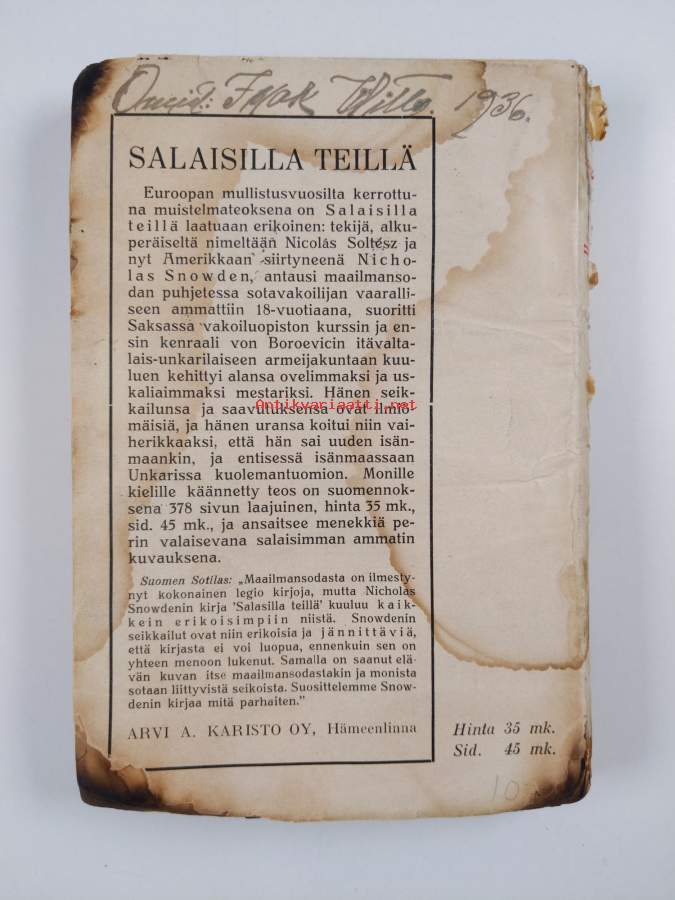 1936.
SALAISILLA TEILLÄ
Euroopan mullistusvuosilta kerrottu-
na muistelmateoksena on Salaisilla
teillä laatuaan erikoinen: tekijä, alku-
peräiseltä nimeltään Nicolás Soltész ja
nyt Amerikkaan siirtyneenä Nicho-
las Snowden, antausi maailmanso-
dan puhjetessa sotavakoilijan vaaralli-
seen ammattiin 18-vuotiaana, suoritti
Saksassa vakoiluopiston kurssin ja en-
sin kenraali von Boroevicin itävalta-
lais-unkarilaiseen armeijakuntaan kuu-
luen kehittyi alansa ovelimmaksi ja us-
kaliaimmaksi mestariksi. Hänen seik-
kailunsa ja saavutuksensa ovat ilmiö-
mäisiä, ja hänen uransa koitui niin vai-
herikkaaksi, että hän sai uuden isän-
maankin, ja entisessä isänmaassaan
Unkarissa kuolemantuomion. Monille
kielille käännetty teos on suomennok-
sena 378 sivun laajuinen, hinta 35 mk.,
sid. 45 mk., ja ansaitsee menekkiä pe-
rin valaisevana salaisimman ammatin
kuvauksena.
Suomen Sotilas: „Maailmansodasta on ilmesty-
nyt kokonainen legio kirjoja, mutta Nicholas
Snowdenin kirja 'Salasilla teillä' kuuluu kaik-
kein erikoisimpiin niistä. Snowdenin
seikkailut ovat niin erikoisia ja jännittäviä,
että kirjasta ei voi luopua, ennenkuin sen on
yhteen menoon lukenut. Samalla on saanut elä-
vän kuvan itse maailmansodastakin ja monista
sotaan liittyvistä seikoista. Suosittelemme Snow-
denin kirjaa mitä parhaiten."
ARVI A. KARISTO OY, Hämeenlinna
Hinta 35 mk.
Sid. 45 mk.
Antikvariaatti.net